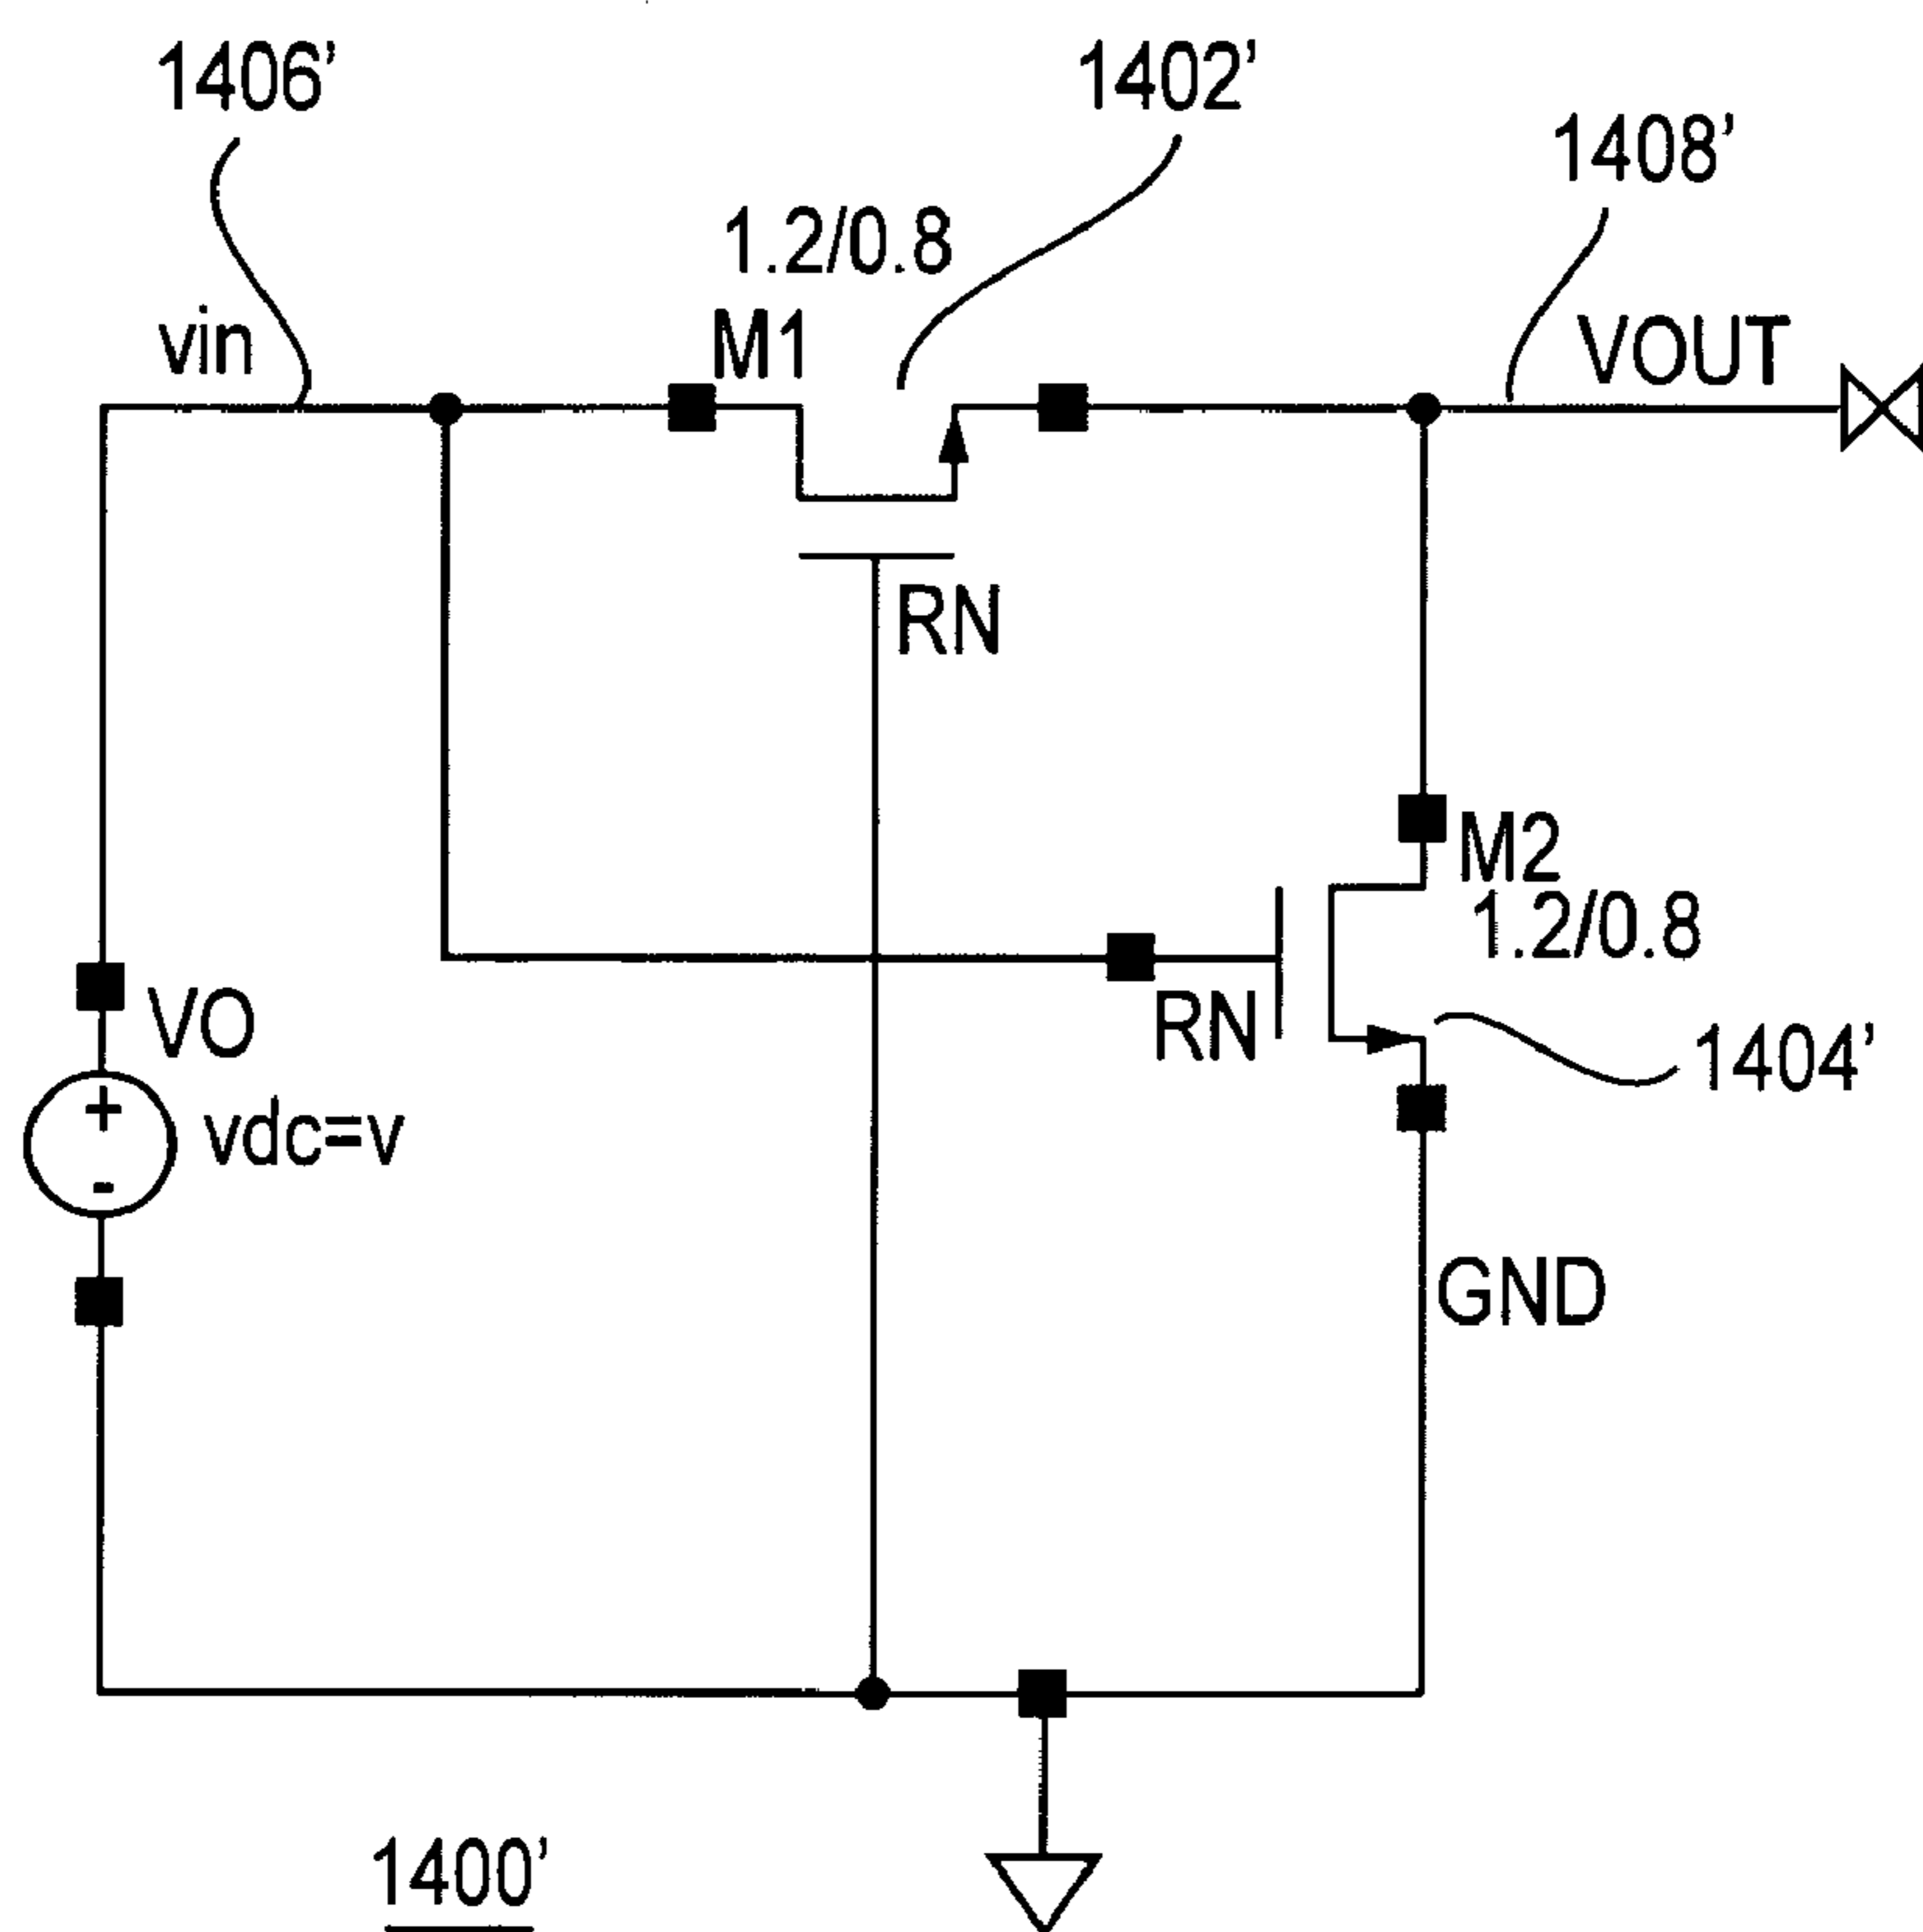 1406'
1402'
1408'
1.2/0.8
vin
M1
VOUT
RN
M2
1.2/0.8
VO
RN
1404'
+
vdc=v
-
GND
1400'